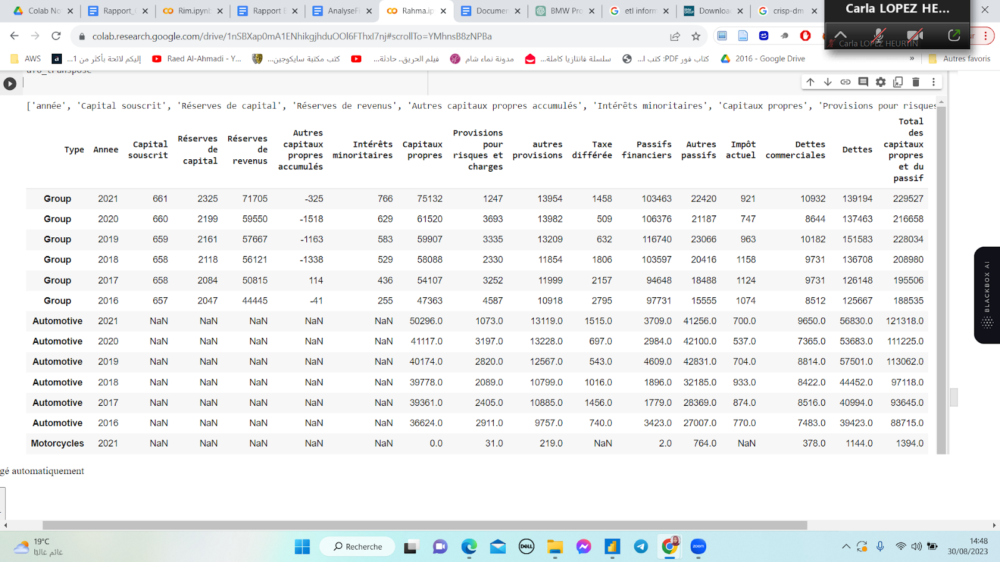 Colab No
Rapport_
Rim.ipynb
Rapport E
AnalyseFi
Rahma.ip
Documen
BMW Pro
etl inform
Downloa
crisp-dm
Carla LOPEZ HE...
colab.research.google.com/drive/1nSBXap0mA1ENhikgjhduOOl6FThxI7nj#scrollTo=YMhnsB8zNPBa
Carla LOPEZ HEURTIN
AWS
إليكم لائحة بأكثر من 1...
Raed Al-Ahmadi - Y...
كتب مكتبة سايكوجين...
فيلم الحريق.. حادثة...
مدونة نماء شام
سلسلة فانتازيا كاملة...
كتاب فور PDF: كتب ا...
2016 - Google Drive
»
Autres favoris
dfo_transpose
['année', 'Capital souscrit', 'Réserves de capital', 'Réserves de revenus', 'Autres capitaux propres accumulés', 'Intérêts minoritaires', 'Capitaux propres', 'Provisions pour risques
Type Annee Capital souscrit Réserves de capital Réserves de revenus Autres capitaux propres accumulés Intérêts minoritaires Capitaux propres Provisions pour risques et charges autres provisions Taxe différée Passifs financiers Autres passifs Impôt actuel Dettes commerciales Dettes Total des capitaux propres et du passif
Group 2021 661 2325 71705 -325 766 75132 1247 13954 1458 103463 22420 921 10932 139194 229527
Group 2020 660 2199 59550 -1518 629 61520 3693 13982 509 106376 21187 747 8644 137463 216658
Group 2019 659 2161 57667 -1163 583 59907 3335 13209 632 116740 23066 963 10182 151583 228034
Group 2018 658 2118 56121 -1338 529 58088 2330 11854 1806 103597 20416 1158 9731 136708 208980
Group 2017 658 2084 50815 114 436 54107 3252 11999 2157 94648 18488 1124 9731 126148 195506
Group 2016 657 2047 44445 -41 255 47363 4587 10918 2795 97731 15555 1074 8512 125667 188535
Automotive 2021 NaN NaN NaN NaN NaN 50296.0 1073.0 13119.0 1515.0 3709.0 41256.0 700.0 9650.0 56830.0 121318.0
Automotive 2020 NaN NaN NaN NaN NaN 41117.0 3197.0 13228.0 697.0 2984.0 42100.0 537.0 7365.0 53683.0 111225.0
Automotive 2019 NaN NaN NaN NaN NaN 40174.0 2820.0 12567.0 543.0 4609.0 42831.0 704.0 8814.0 57501.0 113062.0
Automotive 2018 NaN NaN NaN NaN NaN 39778.0 2089.0 10799.0 1016.0 1896.0 32185.0 933.0 8422.0 44452.0 97118.0
Automotive 2017 NaN NaN NaN NaN NaN 39361.0 2405.0 10885.0 1456.0 1779.0 28369.0 874.0 8516.0 40994.0 93645.0
Automotive 2016 NaN NaN NaN NaN NaN 36624.0 2911.0 9757.0 740.0 3423.0 27007.0 770.0 7483.0 39423.0 88715.0
Motorcycles 2021 NaN NaN NaN NaN NaN 0.0 31.0 219.0 NaN 2.0 764.0 NaN 378.0 1144.0 1394.0
BLACKBOX AI
gé automatiquement
19°C
غائم غالبًا
Recherche
DELL
zoom
14:48
30/08/2023